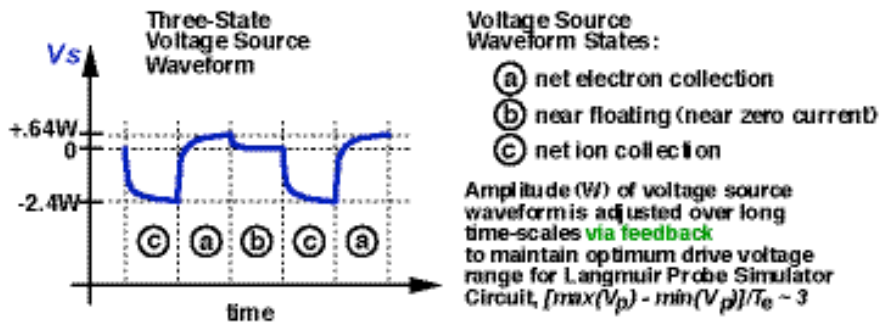 Three-State
Voltage Source
Waveform
Vs
+.64W
0
-2.4W
c a b c a
time
Voltage Source
Waveform States:
a net electron collection
b near floating (near zero current)
c net ion collection
Amplitude (W) of voltage source
waveform is adjusted over long
time-scales via feedback
to maintain optimum drive voltage
range for Langmuir Probe Simulator
Circuit, [max(Vp) - min(Vp)]/Te ~ 3